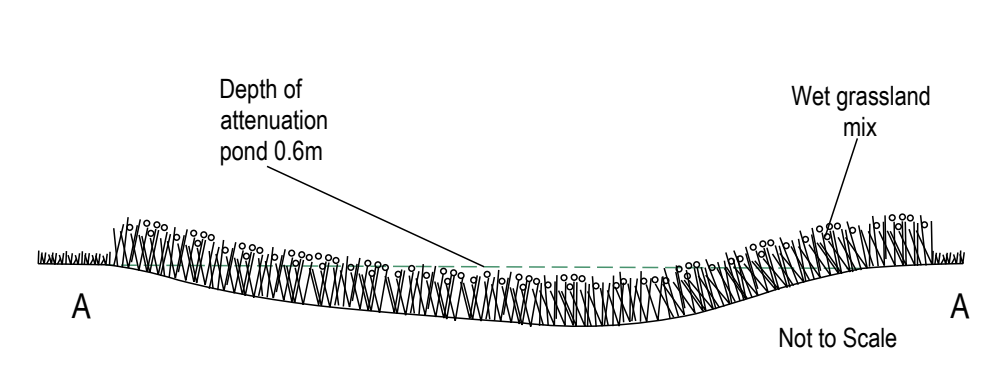 Depth of
attenuation
pond 0.6m
Wet grassland
mix
A
A
Not to Scale